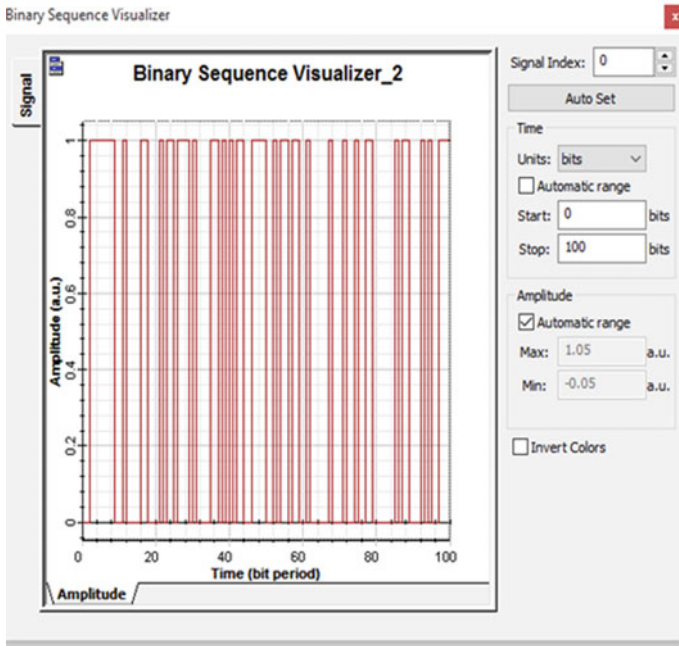 Binary Sequence Visualizer
x
Signal
Binary Sequence Visualizer_2
Amplitude (a.u.)
1
0.8
0.6
0.4
0.2
0
0 20 40 60 80 100
Time (bit period)
Amplitude
Signal Index: 0
Auto Set
Time
Units: bits
Automatic range
Start: 0 bits
Stop: 100 bits
Amplitude
Automatic range
Max: 1.05 a.u.
Min: -0.05 a.u.
Invert Colors